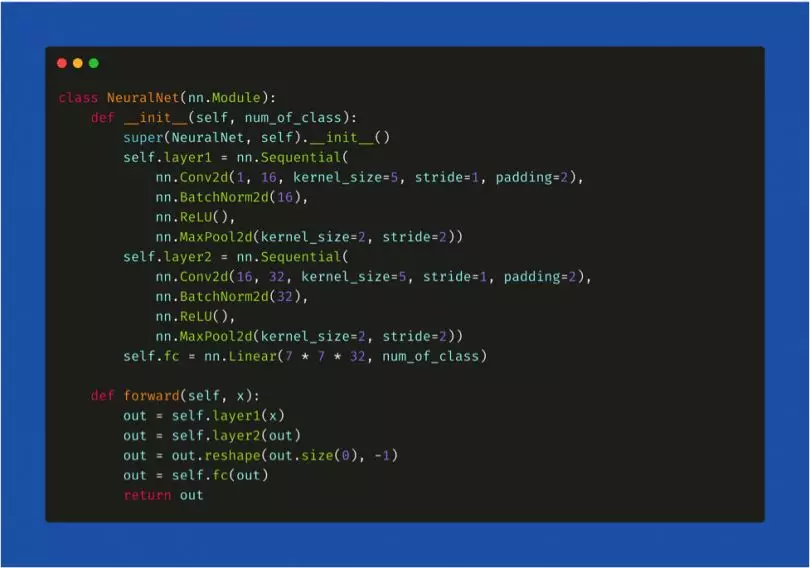 class NeuralNet(nn.Module):
    def __init__(self, num_of_class):
        super(NeuralNet, self).__init__()
        self.layer1 = nn.Sequential(
            nn.Conv2d(1, 16, kernel_size=5, stride=1, padding=2),
            nn.BatchNorm2d(16),
            nn.ReLU(),
            nn.MaxPool2d(kernel_size=2, stride=2))
        self.layer2 = nn.Sequential(
            nn.Conv2d(16, 32, kernel_size=5, stride=1, padding=2),
            nn.BatchNorm2d(32),
            nn.ReLU(),
            nn.MaxPool2d(kernel_size=2, stride=2))
        self.fc = nn.Linear(7 * 7 * 32, num_of_class)

    def forward(self, x):
        out = self.layer1(x)
        out = self.layer2(out)
        out = out.reshape(out.size(0), -1)
        out = self.fc(out)
        return out